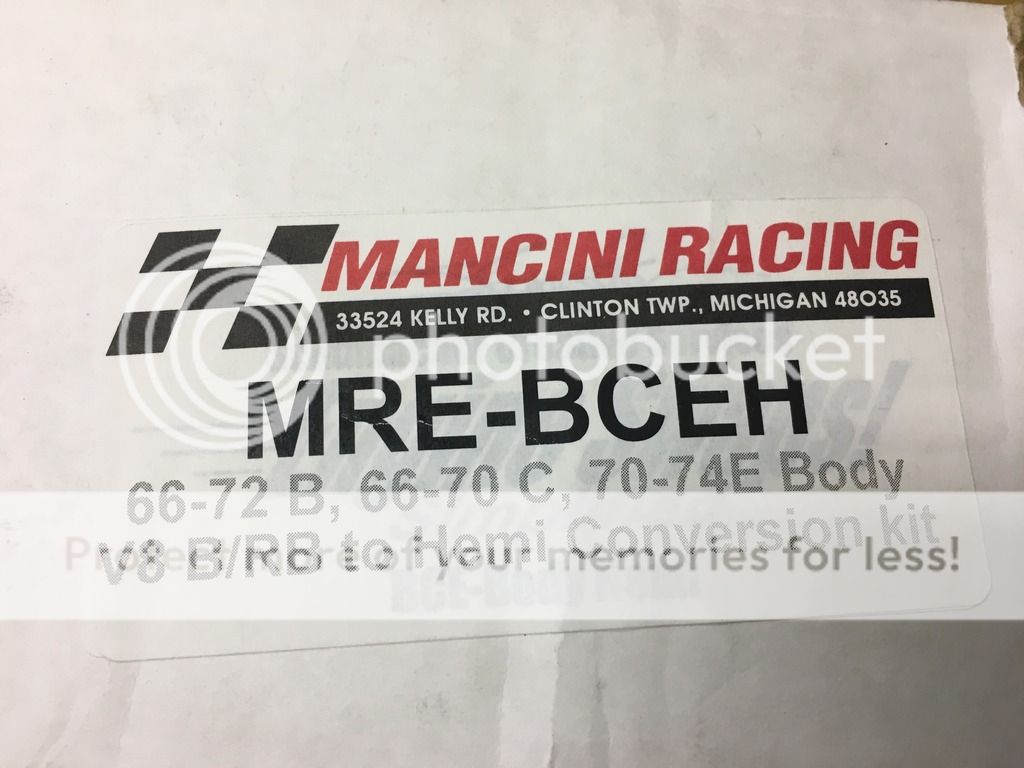 MANCINI RACING
33524 KELLY RD. • CLINTON TWP., MICHIGAN 48035
photobucket
MRE-BCEH
66-72 B, 66-70 C, 70-74E Body
V8 B/RB to Hemi Conversion kit
Protect more of your memories for less!